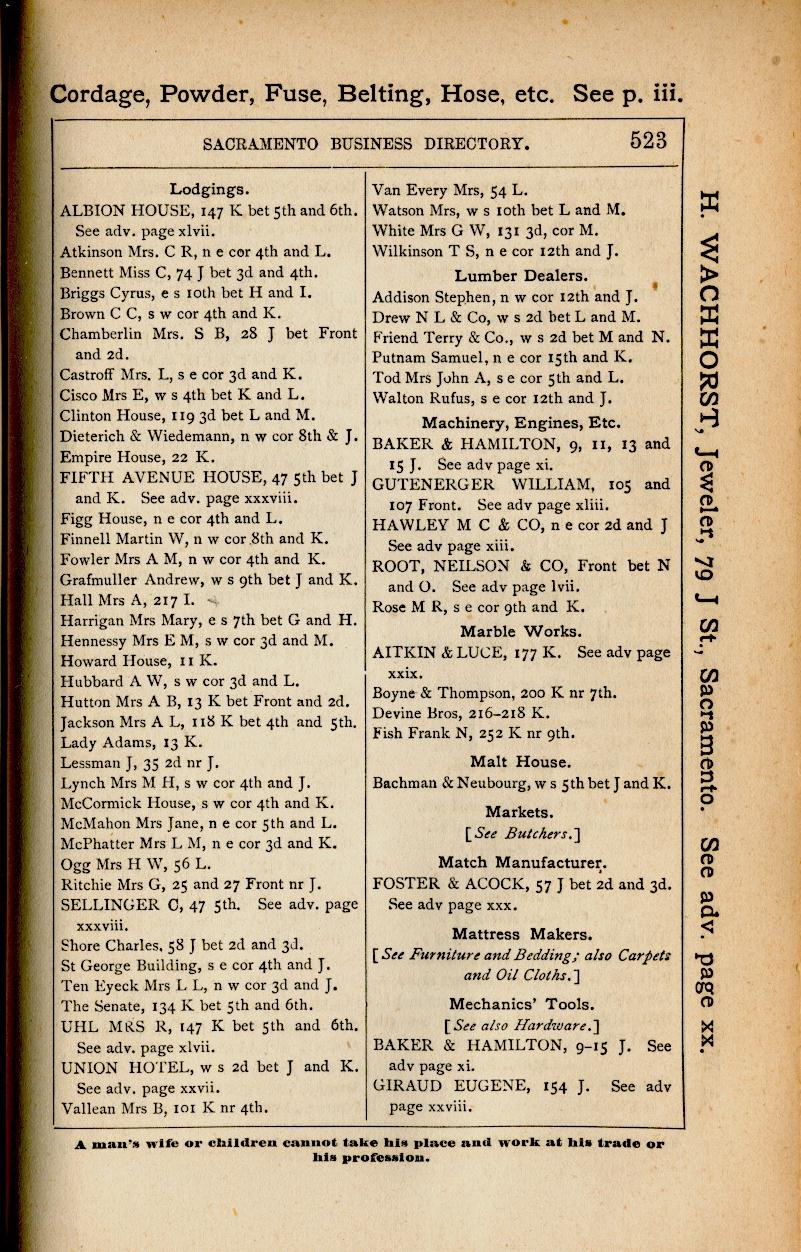 Cordage, Powder, Fuse, Belting, Hose, etc. See p. iii.
SACRAMENTO BUSINESS DIRECTORY. 523
Lodgings.
ALBION HOUSE, 147 K bet 5th and 6th.
See adv. page xlvii.
Atkinson Mrs. C R, n e cor 4th and L.
Bennett Miss C, 74 J bet 3d and 4th.
Briggs Cyrus, e s 10th bet H and I.
Brown C C, s w cor 4th and K.
Chamberlin Mrs. S B, 28 J bet Front
and 2d.
Castroff Mrs. L, s e cor 3d and K.
Cisco Mrs E, w s 4th bet K and L.
Clinton House, 119 3d bet L and M.
Dieterich & Wiedemann, n w cor 8th & J.
Empire House, 22 K.
FIFTH AVENUE HOUSE, 47 5th bet J
and K. See adv. page xxxviii.
Figg House, n e cor 4th and L.
Finnell Martin W, n w cor 8th and K.
Fowler Mrs A M, n w cor 4th and K.
Grafmuller Andrew, w s 9th bet J and K.
Hall Mrs A, 217 I.
Harrigan Mrs Mary, e s 7th bet G and H.
Hennessy Mrs E M, s w cor 3d and M.
Howard House, 11 K.
Hubbard A W, s w cor 3d and L.
Hutton Mrs A B, 13 K bet Front and 2d.
Jackson Mrs A L, 118 K bet 4th and 5th.
Lady Adams, 13 K.
Lessman J, 35 2d nr J.
Lynch Mrs M H, s w cor 4th and J.
McCormick House, s w cor 4th and K.
McMahon Mrs Jane, n e cor 5th and L.
McPhatter Mrs L M, n e cor 3d and K.
Ogg Mrs H W, 56 L.
Ritchie Mrs G, 25 and 27 Front nr J.
SELLINGER C, 47 5th. See adv. page
xxxviii.
Shore Charles, 58 J bet 2d and 3d.
St George Building, s e cor 4th and J.
Ten Eyeck Mrs L L, n w cor 3d and J.
The Senate, 134 K bet 5th and 6th.
UHL MRS R, 147 K bet 5th and 6th.
See adv. page xlvii.
UNION HOTEL, w s 2d bet J and K.
See adv. page xxvii.
Vallean Mrs B, 101 K nr 4th.
Van Every Mrs, 54 L.
Watson Mrs, w s 10th bet L and M.
White Mrs G W, 131 3d, cor M.
Wilkinson T S, n e cor 12th and J.
Lumber Dealers.
Addison Stephen, n w cor 12th and J.
Drew N L & Co, w s 2d bet L and M.
Friend Terry & Co., w s 2d bet M and N.
Putnam Samuel, n e cor 15th and K.
Tod Mrs John A, s e cor 5th and L.
Walton Rufus, s e cor 12th and J.
Machinery, Engines, Etc.
BAKER & HAMILTON, 9, 11, 13 and
15 J. See adv page xi.
GUTENERGER WILLIAM, 105 and
107 Front. See adv page xliii.
HAWLEY M C & CO, n e cor 2d and J
See adv page xiii.
ROOT, NEILSON & CO, Front bet N
and O. See adv page lvii.
Rose M R, s e cor 9th and K.
Marble Works.
AITKIN & LUCE, 177 K. See adv page
xxix.
Boyne & Thompson, 200 K nr 7th.
Devine Bros, 216–218 K.
Fish Frank N, 252 K nr 9th.
Malt House.
Bachman & Neubourg, w s 5th bet J and K.
Markets.
[See Butchers.]
Match Manufacturer.
FOSTER & ACOCK, 57 J bet 2d and 3d.
See adv page xxx.
Mattress Makers.
[See Furniture and Bedding; also Carpets
and Oil Cloths.]
Mechanics' Tools.
[See also Hardware.]
BAKER & HAMILTON, 9–15 J. See
adv page xi.
GIRAUD EUGENE, 154 J. See adv
page xxviii.
H. WACHHORST, Jeweler, 79 J St., Sacramento. See adv. page xx.
A man's wife or children cannot take his place and work at his trade or
his profession.